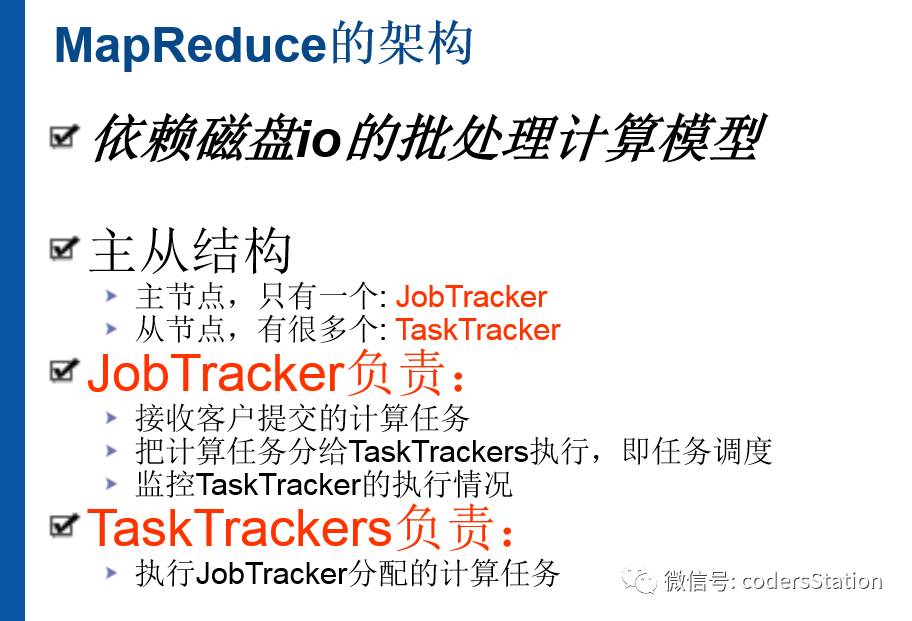 MapReduce的架构
依赖磁盘io的批处理计算模型
主从结构
主节点，只有一个: JobTracker
从节点，有很多个: TaskTracker
JobTracker负责：
接收客户提交的计算任务
把计算任务分给TaskTrackers执行，即任务调度
监控TaskTracker的执行情况
TaskTrackers负责：
执行JobTracker分配的计算任务
微信号: codersStation